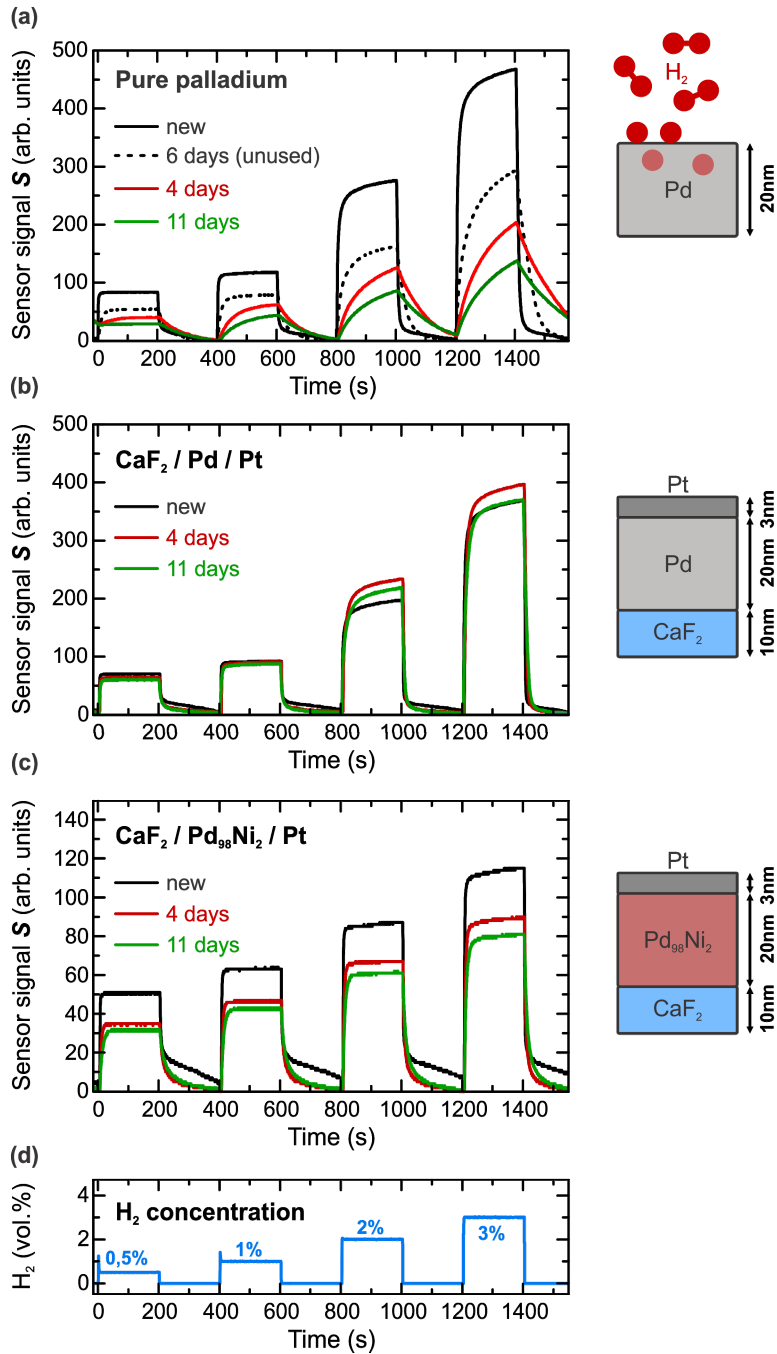 (a)
Sensor signal S (arb. units)
500
400
300
200
100
0
Pure palladium
new
6 days (unused)
4 days
11 days
0 200 400 600 800 1000 1200 1400
Time (s)
H₂
Pd
20nm
(b)
Sensor signal S (arb. units)
500
400
300
200
100
0
CaF₂ / Pd / Pt
new
4 days
11 days
0 200 400 600 800 1000 1200 1400
Time (s)
Pt
Pd
CaF₂
3nm
20nm
10nm
(c)
Sensor signal S (arb. units)
140
120
100
80
60
40
20
0
CaF₂ / Pd₉₈Ni₂ / Pt
new
4 days
11 days
0 200 400 600 800 1000 1200 1400
Time (s)
Pt
Pd₉₈Ni₂
CaF₂
3nm
20nm
10nm
(d)
H₂ (vol.%)
4
2
0
H₂ concentration
0,5%
1%
2%
3%
0 200 400 600 800 1000 1200 1400
Time (s)